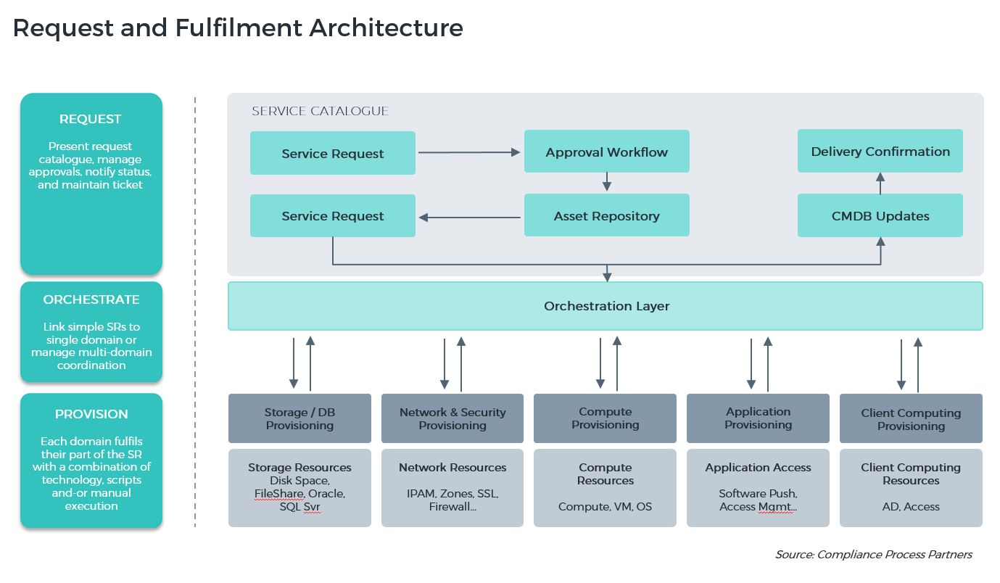 Request and Fulfilment Architecture
REQUEST
Present request
catalogue, manage
approvals, notify status,
and maintain ticket
ORCHESTRATE
Link simple SRs to
single domain or
manage multi-domain
coordination
PROVISION
Each domain fulfils
their part of the SR
with a combination of
technology, scripts
and-or manual
execution
SERVICE CATALOGUE
Service Request
Approval Workflow
Delivery Confirmation
Service Request
Asset Repository
CMDB Updates
Orchestration Layer
Storage / DB
Provisioning
Network & Security
Provisioning
Compute
Provisioning
Application
Provisioning
Client Computing
Provisioning
Storage Resources
Disk Space,
FileShare, Oracle,
SQL Svr
Network Resources
IPAM, Zones, SSL,
Firewall...
Compute
Resources
Compute, VM, OS
Application Access
Software Push,
Access Mgmt...
Client Computing
Resources
AD, Access
Source: Compliance Process Partners